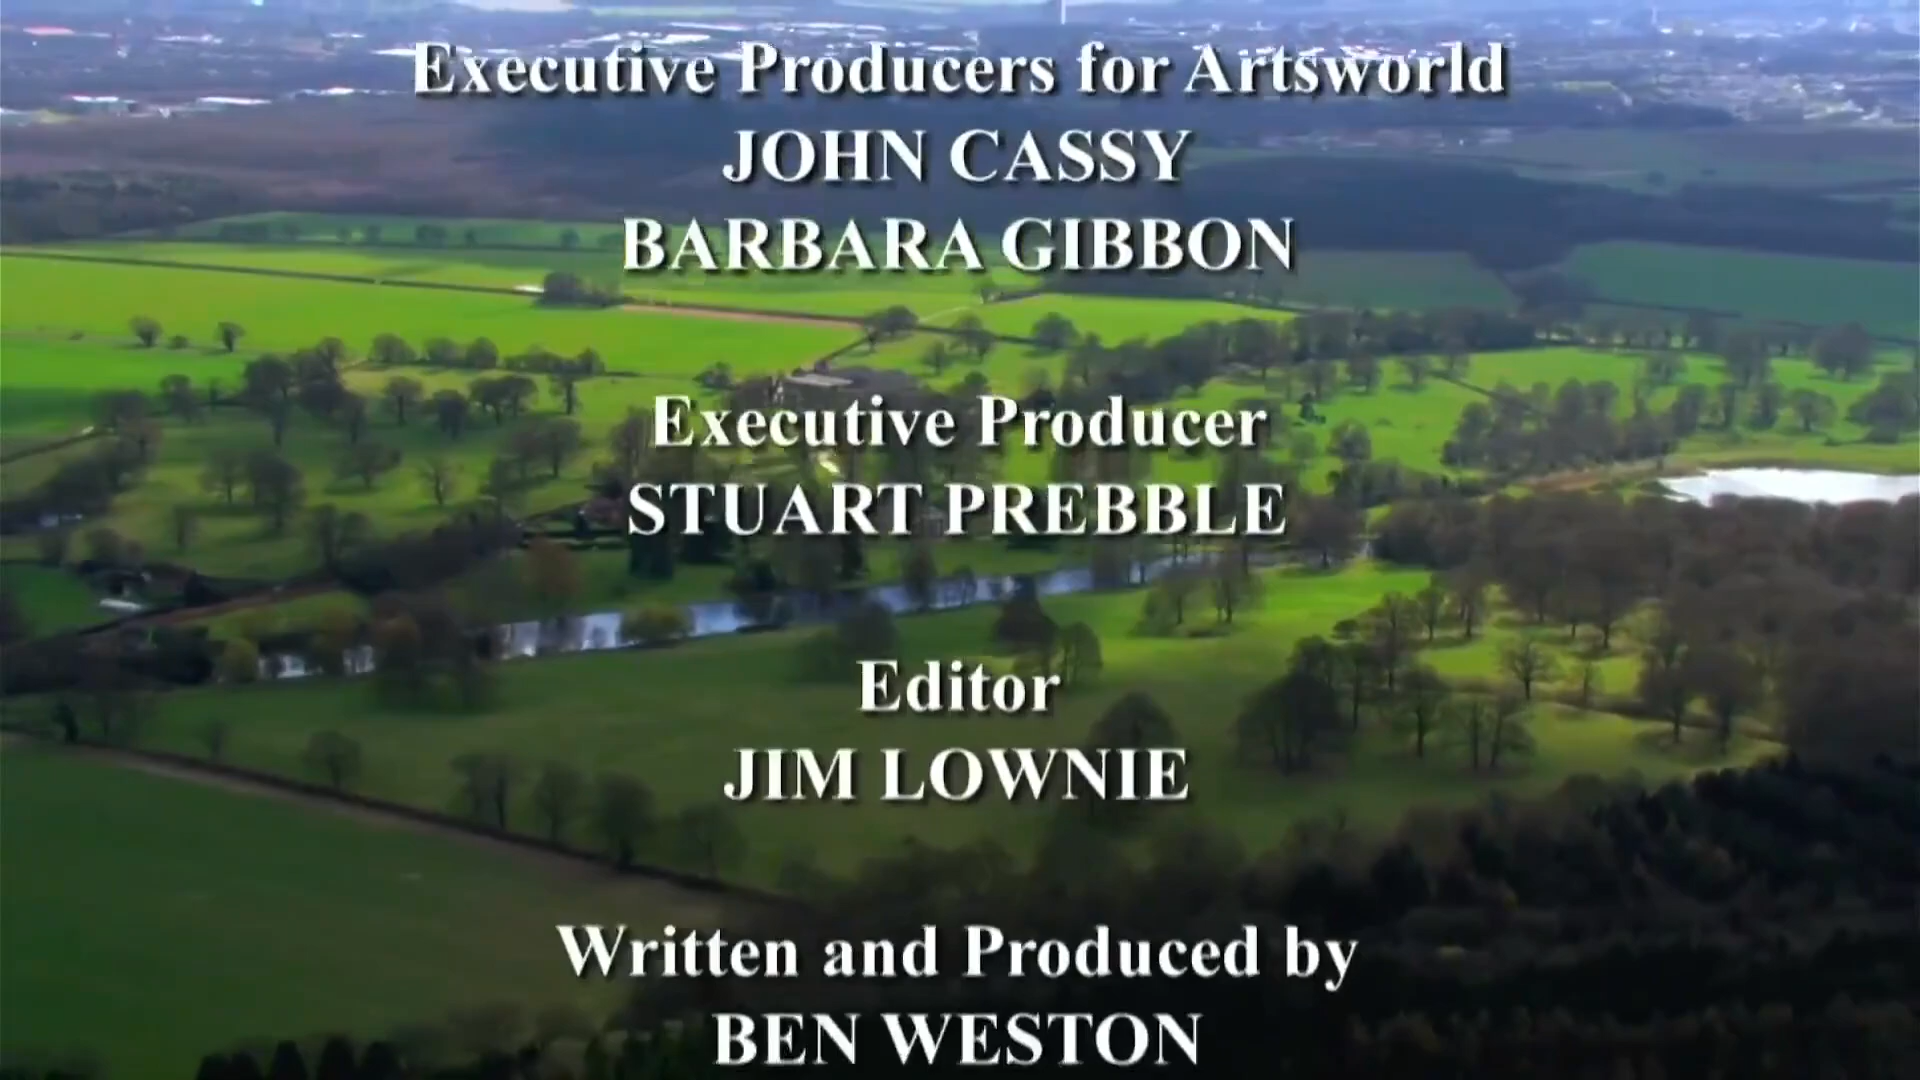 Executive Producers for Artsworld
JOHN CASSY
BARBARA GIBBON
Executive Producer
STUART PREBBLE
Editor
JIM LOWNIE
Written and Produced by
BEN WESTON